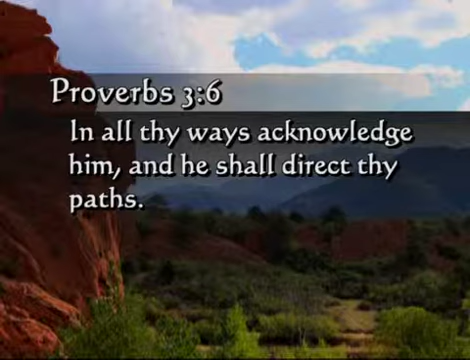 Proverbs 3:6
In all thy ways acknowledge
him, and he shall direct thy
paths.